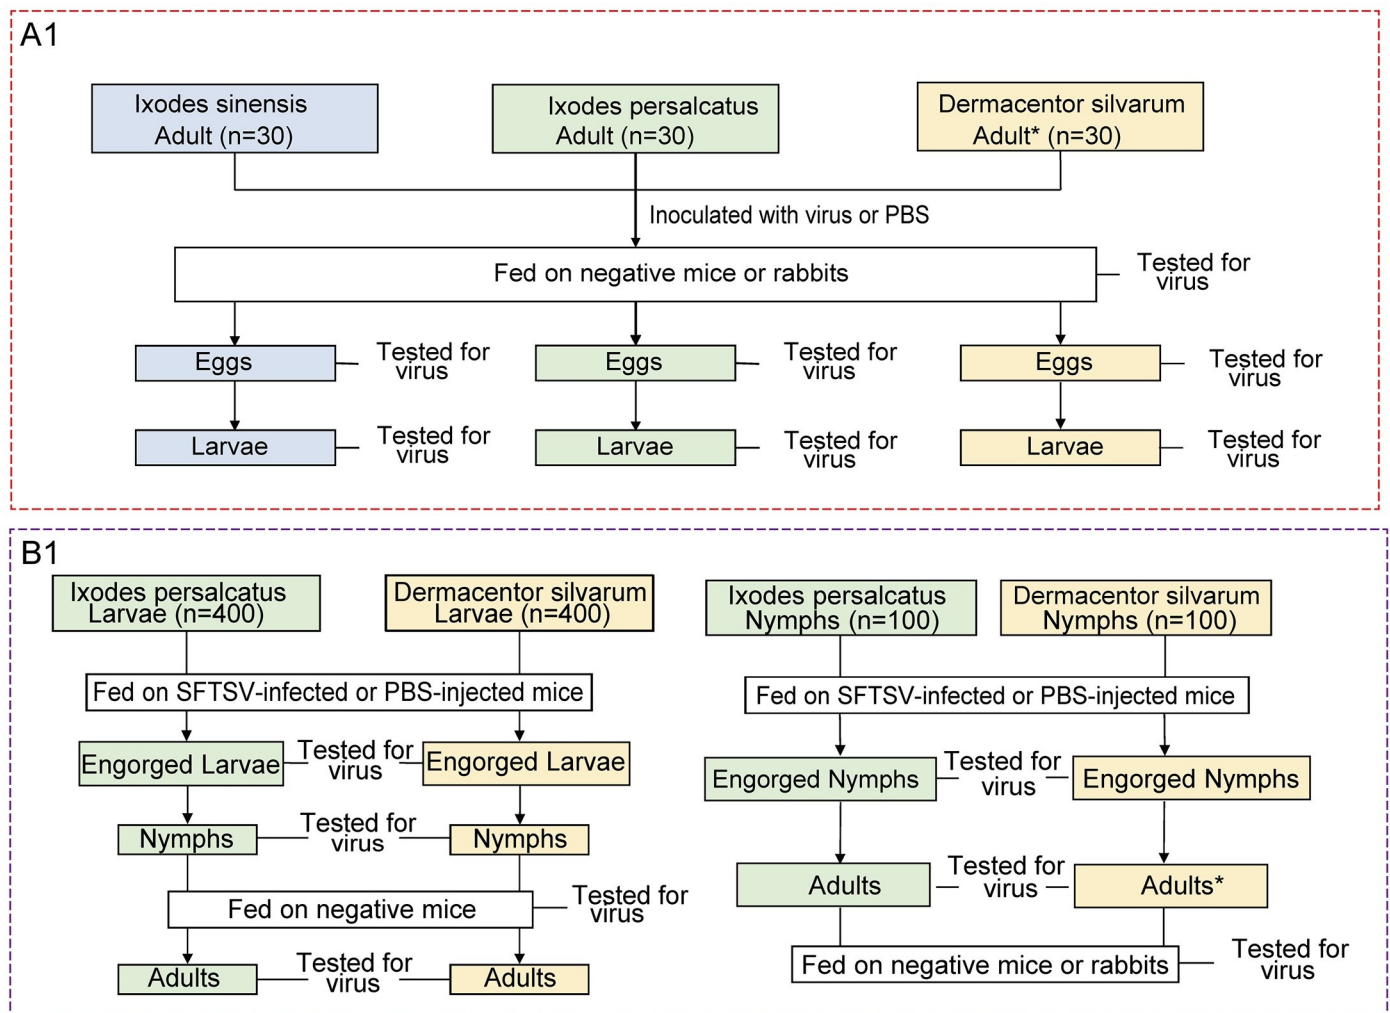 A1
Ixodes sinensis
Adult (n=30)
Ixodes persalcatus
Adult (n=30)
Dermacentor silvarum
Adult* (n=30)
Inoculated with virus or PBS
Fed on negative mice or rabbits
Tested for
virus
Eggs
Tested for
virus
Eggs
Tested for
virus
Eggs
Tested for
virus
Larvae
Tested for
virus
Larvae
Tested for
virus
Larvae
Tested for
virus
B1
Ixodes persalcatus
Larvae (n=400)
Dermacentor silvarum
Larvae (n=400)
Fed on SFTSV-infected or PBS-injected mice
Engorged Larvae
Tested for
virus
Engorged Larvae
Nymphs
Tested for
virus
Nymphs
Fed on negative mice
Tested for
virus
Adults
Tested for
virus
Adults
Ixodes persalcatus
Nymphs (n=100)
Dermacentor silvarum
Nymphs (n=100)
Fed on SFTSV-infected or PBS-injected mice
Engorged Nymphs
Tested for
virus
Engorged Nymphs
Adults
Tested for
virus
Adults*
Fed on negative mice or rabbits
Tested for
virus